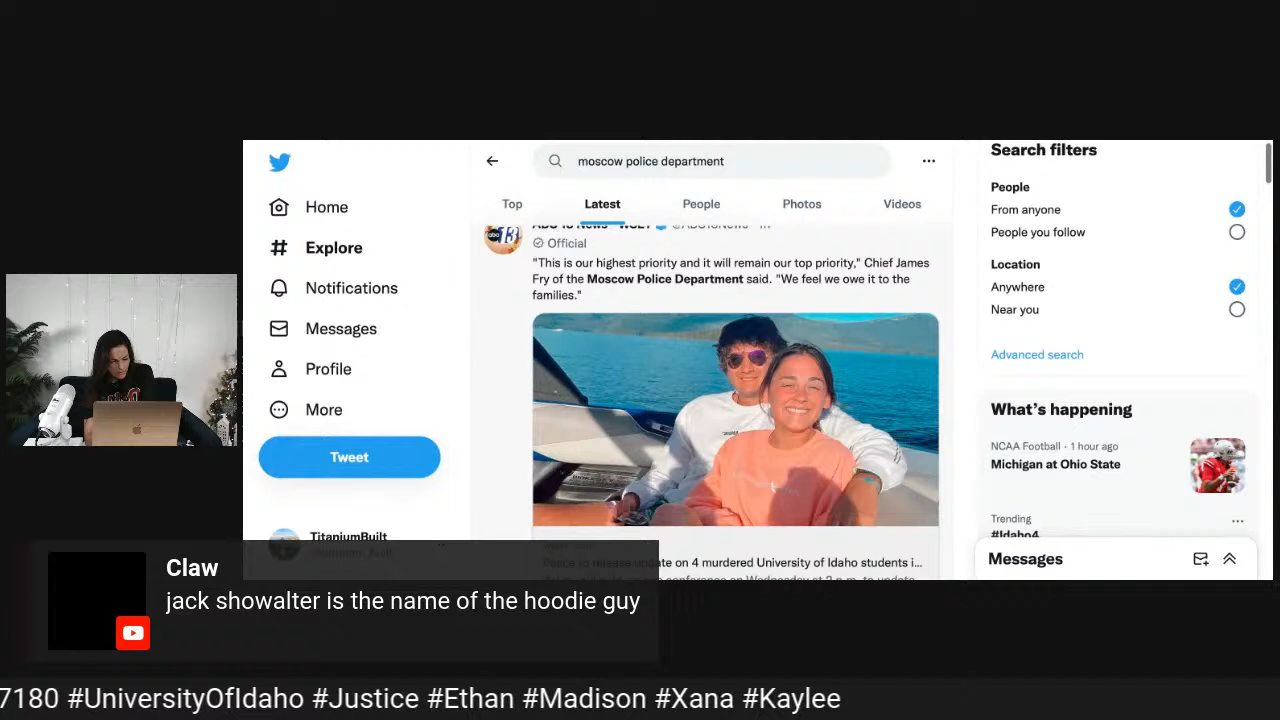 moscow police department
Home
Explore
Notifications
Messages
Profile
More
Tweet
TitaniumBuilt
Top
Latest
People
Photos
Videos
Official
"This is our highest priority and it will remain our top priority," Chief James
Fry of the Moscow Police Department said. "We feel we owe it to the
families."
Police to release update on 4 murdered University of Idaho students i...
Search filters
People
From anyone
People you follow
Location
Anywhere
Near you
Advanced search
What's happening
NCAA Football · 1 hour ago
Michigan at Ohio State
Trending
#Idaho4
Messages
Claw
jack showalter is the name of the hoodie guy
7180 #UniversityOfIdaho #Justice #Ethan #Madison #Xana #Kaylee